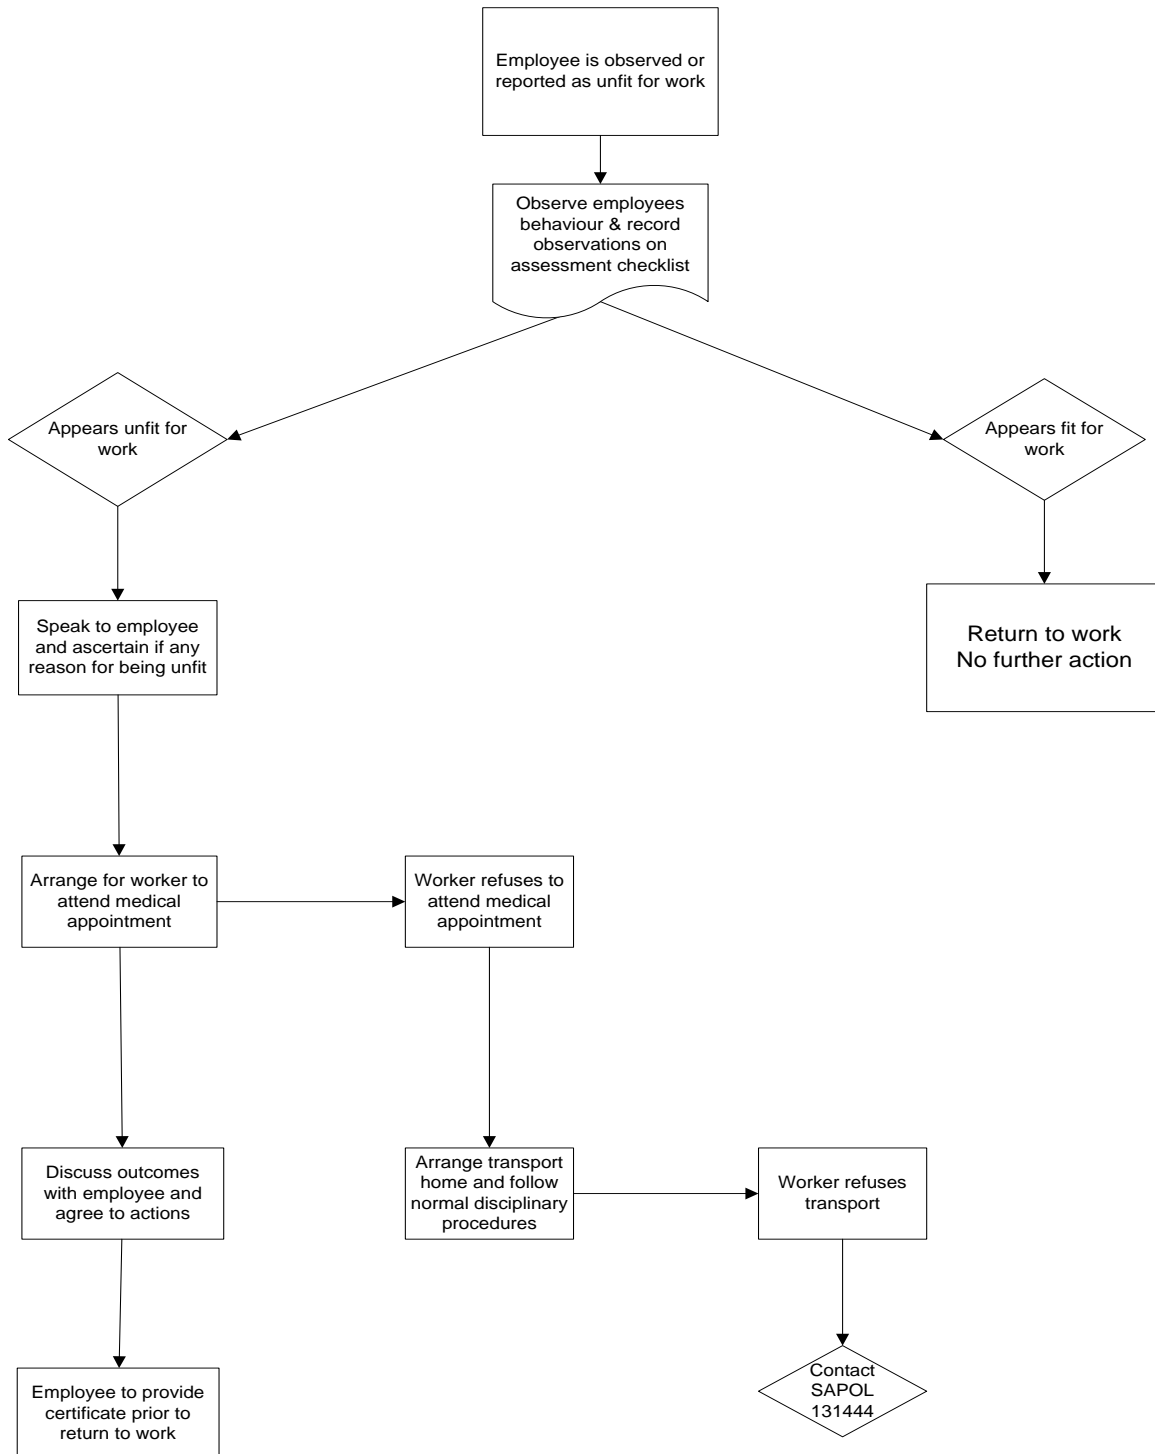 Employee is observed or
reported as unfit for work
Observe employees
behaviour & record
observations on
assessment checklist
Appears unfit for
work
Appears fit for
work
Speak to employee
and ascertain if any
reason for being unfit
Return to work
No further action
Arrange for worker to
attend medical
appointment
Worker refuses to
attend medical
appointment
Discuss outcomes
with employee and
agree to actions
Arrange transport
home and follow
normal disciplinary
procedures
Worker refuses
transport
Employee to provide
certificate prior to
return to work
Contact
SAPOL
131444